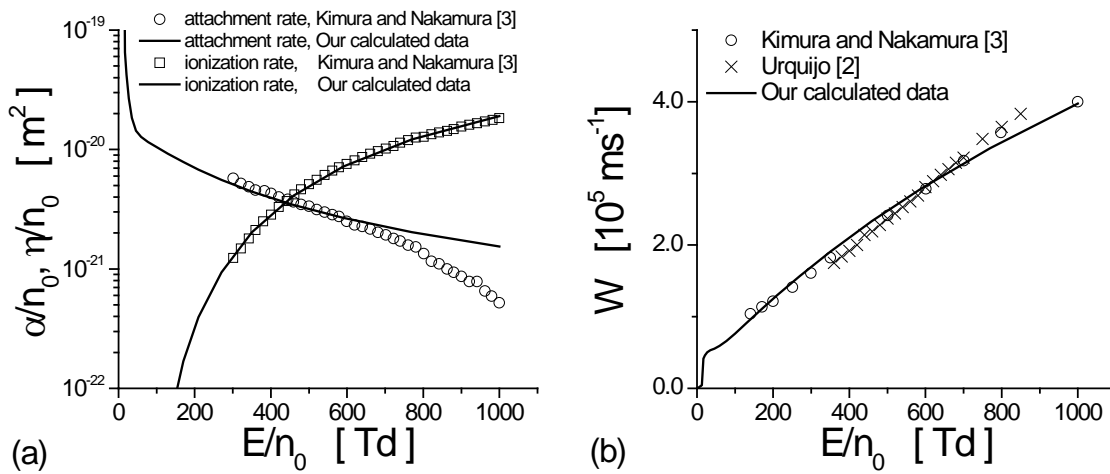 attachment rate, Kimura and Nakamura [3]
attachment rate, Our calculated data
ionization rate, Kimura and Nakamura [3]
ionization rate, Our calculated data
10⁻¹⁹
10⁻²⁰
10⁻²¹
10⁻²²
α/n₀, η/n₀ [ m² ]
0 200 400 600 800 1000
E/n₀ [ Td ]
(a)
Kimura and Nakamura [3]
Urquijo [2]
Our calculated data
4.0
2.0
0.0
W [10⁵ ms⁻¹]
0 200 400 600 800 1000
E/n₀ [ Td ]
(b)